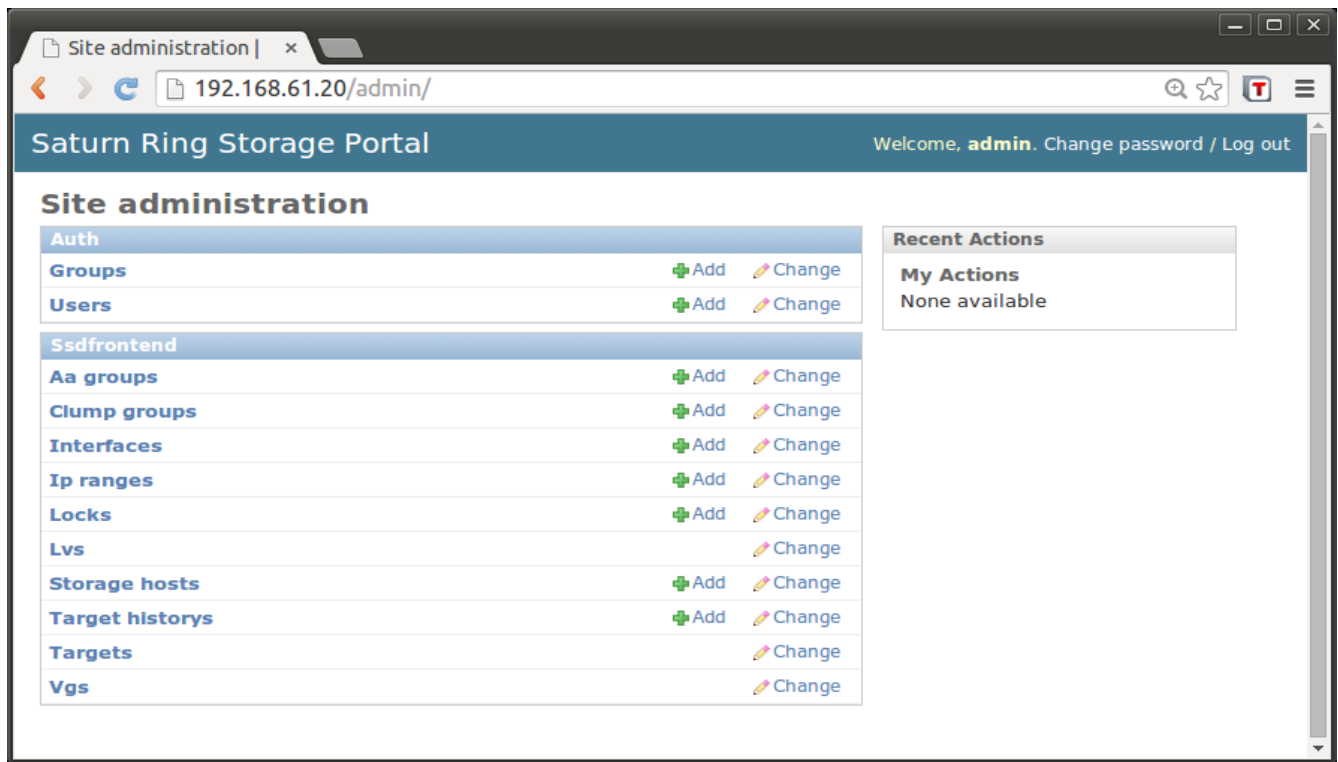 Site administration |
192.168.61.20/admin/
T
Saturn Ring Storage Portal
Welcome, admin. Change password / Log out
Site administration
Auth
Groups Add Change
Users Add Change
Recent Actions
My Actions
None available
Ssdfrontend
Aa groups Add Change
Clump groups Add Change
Interfaces Add Change
Ip ranges Add Change
Locks Add Change
Lvs Change
Storage hosts Add Change
Target historys Add Change
Targets Change
Vgs Change